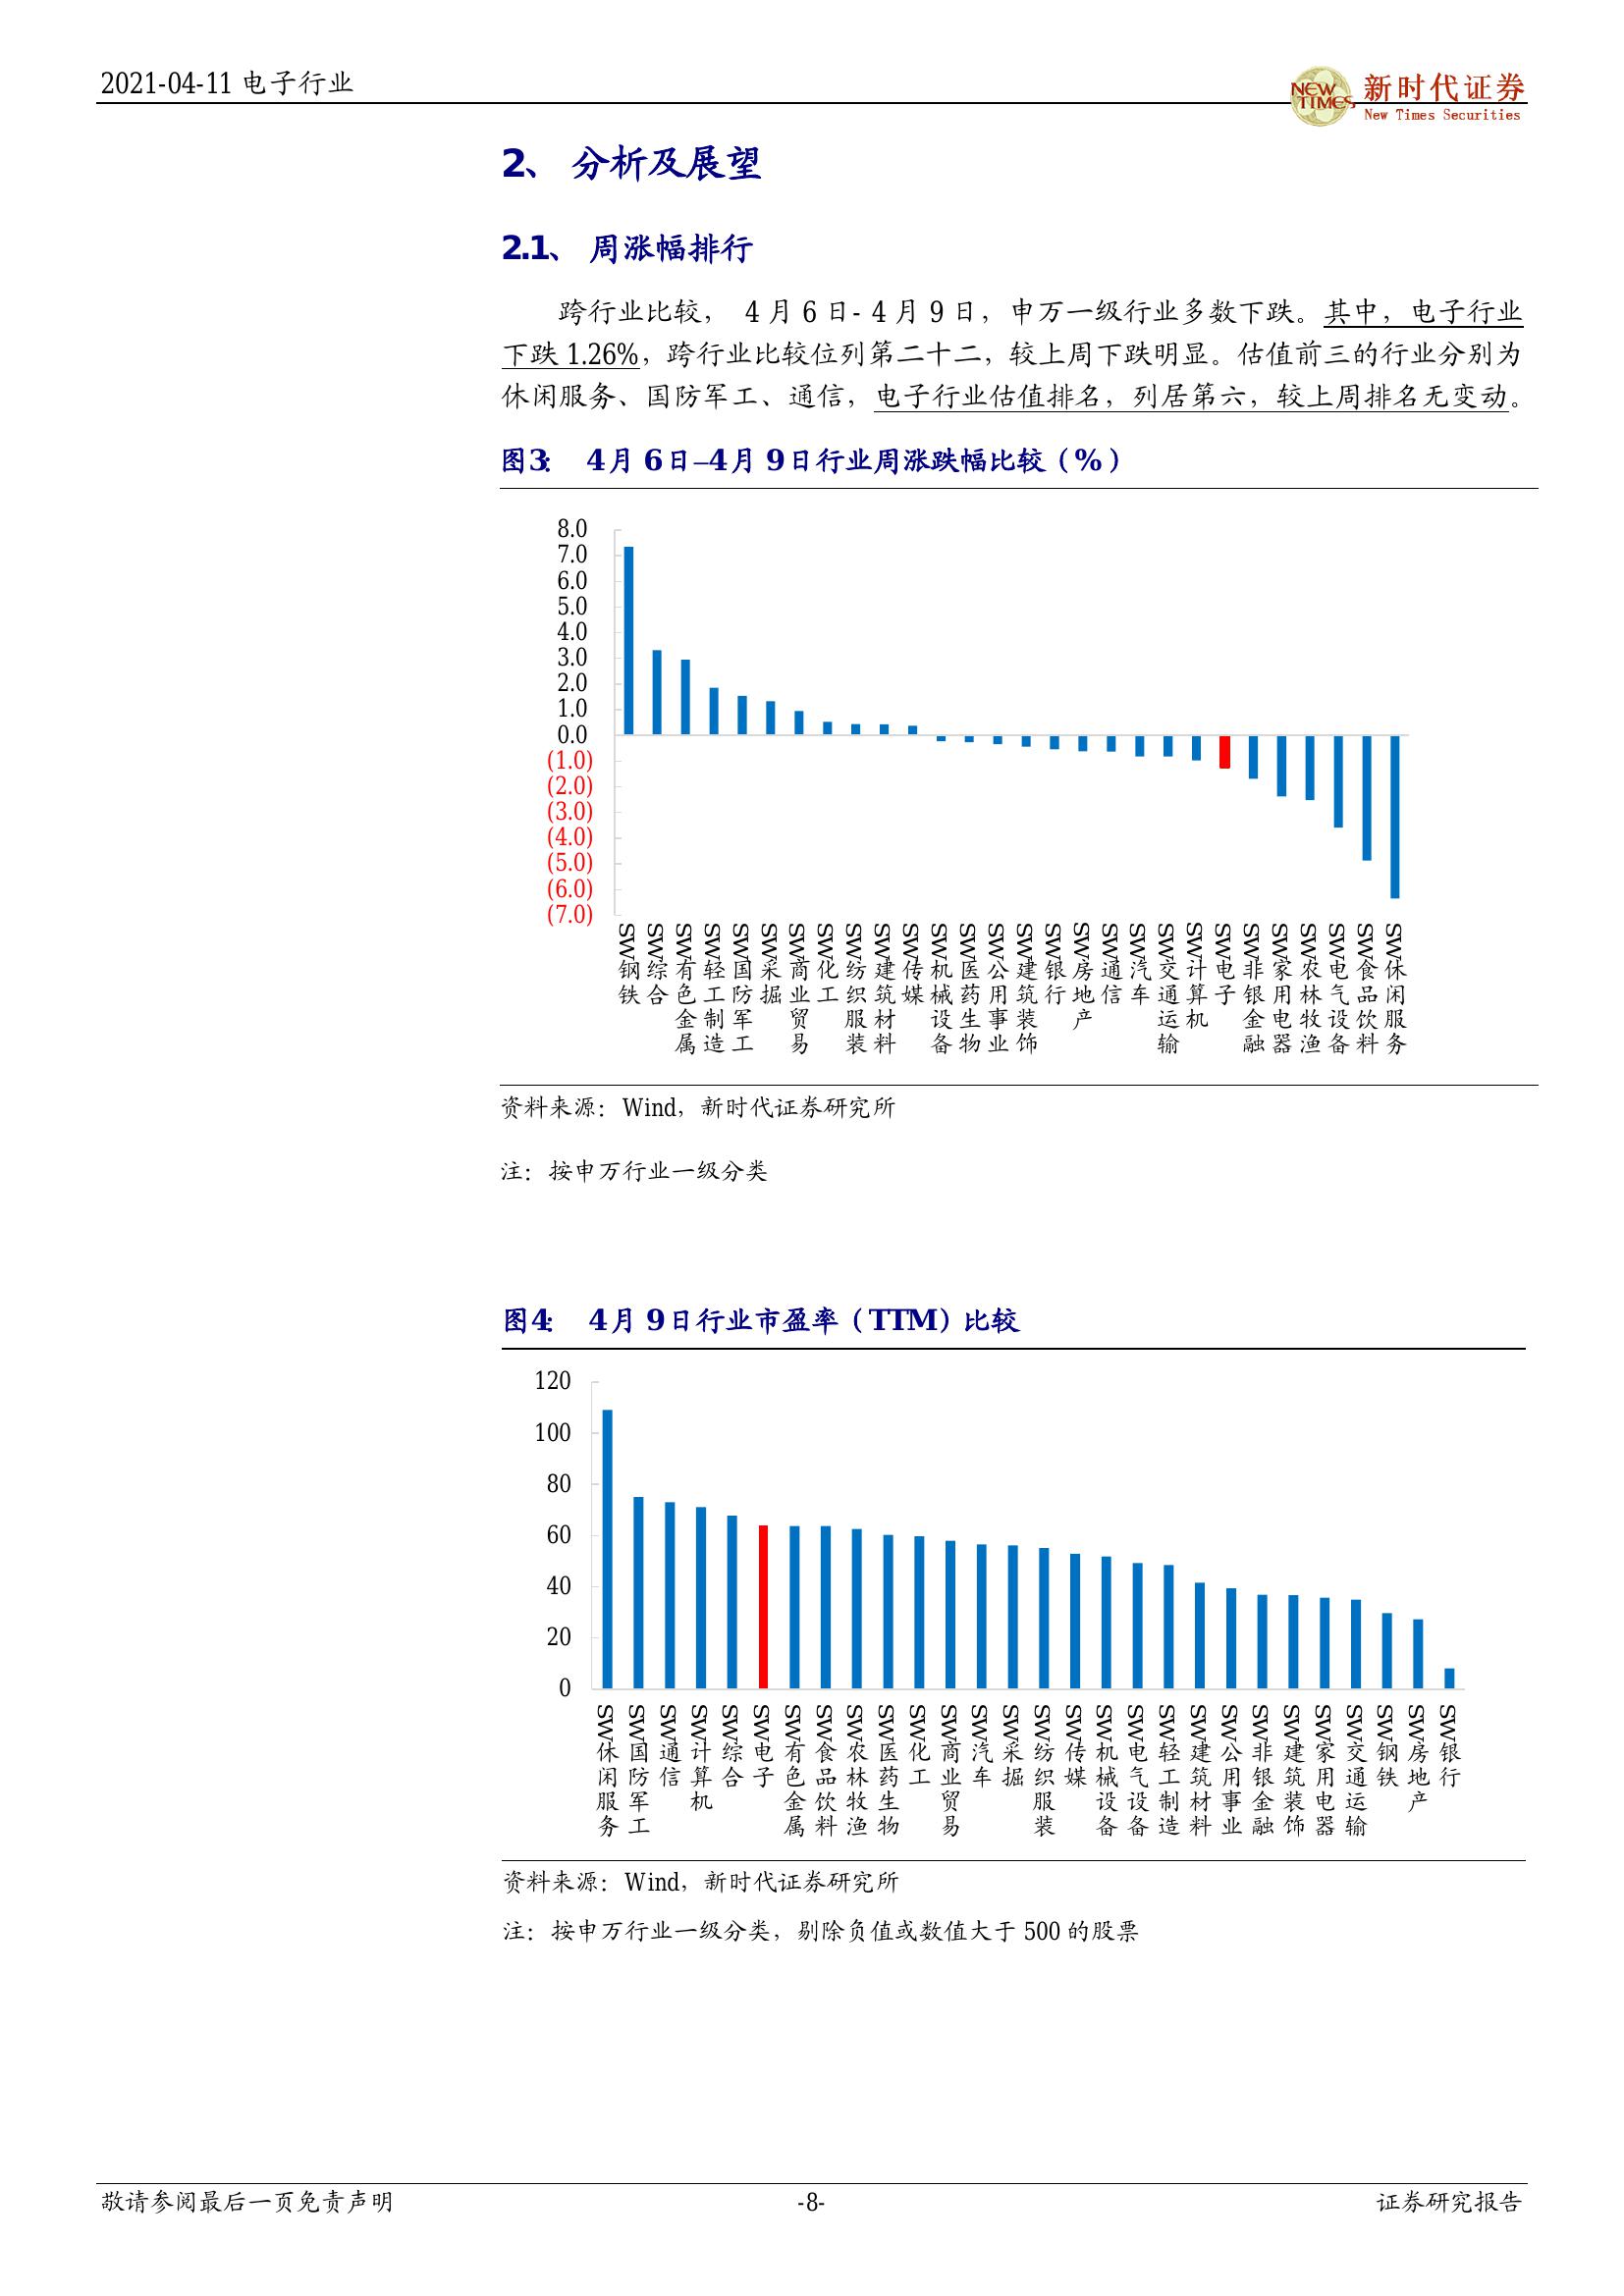 2021-04-11 电子行业
NEW TIMES
新时代证券
New Times Securities
2、 分析及展望
2.1、 周涨幅排行
跨行业比较， 4 月 6 日- 4 月 9 日，申万一级行业多数下跌。其中，电子行业
下跌 1.26%，跨行业比较位列第二十二，较上周下跌明显。估值前三的行业分别为
休闲服务、国防军工、通信，电子行业估值排名，列居第六，较上周排名无变动。
图3： 4月 6日–4月 9日行业周涨跌幅比较（%）
8.0
7.0
6.0
5.0
4.0
3.0
2.0
1.0
0.0
(1.0)
(2.0)
(3.0)
(4.0)
(5.0)
(6.0)
(7.0)
SW钢铁
SW综合
SW有色金属
SW轻工制造
SW国防军工
SW采掘
SW商业贸易
SW化工
SW纺织服装
SW建筑材料
SW传媒
SW机械设备
SW医药生物
SW公用事业
SW建筑装饰
SW银行
SW房地产
SW通信
SW汽车
SW交通运输
SW计算机
SW电子
SW非银金融
SW家用电器
SW农林牧渔
SW电气设备
SW食品饮料
SW休闲服务
资料来源：Wind，新时代证券研究所
注：按申万行业一级分类
图4： 4月 9日行业市盈率（TTM）比较
120
100
80
60
40
20
0
SW休闲服务
SW国防军工
SW通信
SW计算机
SW综合
SW电子
SW有色金属
SW食品饮料
SW农林牧渔
SW医药生物
SW化工
SW商业贸易
SW汽车
SW采掘
SW纺织服装
SW传媒
SW机械设备
SW电气设备
SW轻工制造
SW建筑材料
SW公用事业
SW非银金融
SW建筑装饰
SW家用电器
SW交通运输
SW钢铁
SW房地产
SW银行
资料来源：Wind，新时代证券研究所
注：按申万行业一级分类，剔除负值或数值大于 500 的股票
敬请参阅最后一页免责声明
-8-
证券研究报告